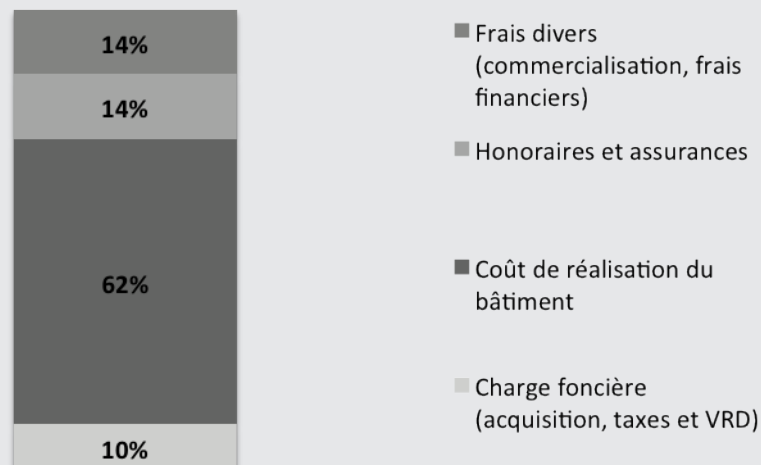 14%
14%
62%
10%
Frais divers
(commercialisation, frais
financiers)
Honoraires et assurances
Coût de réalisation du
bâtiment
Charge foncière
(acquisition, taxes et VRD)